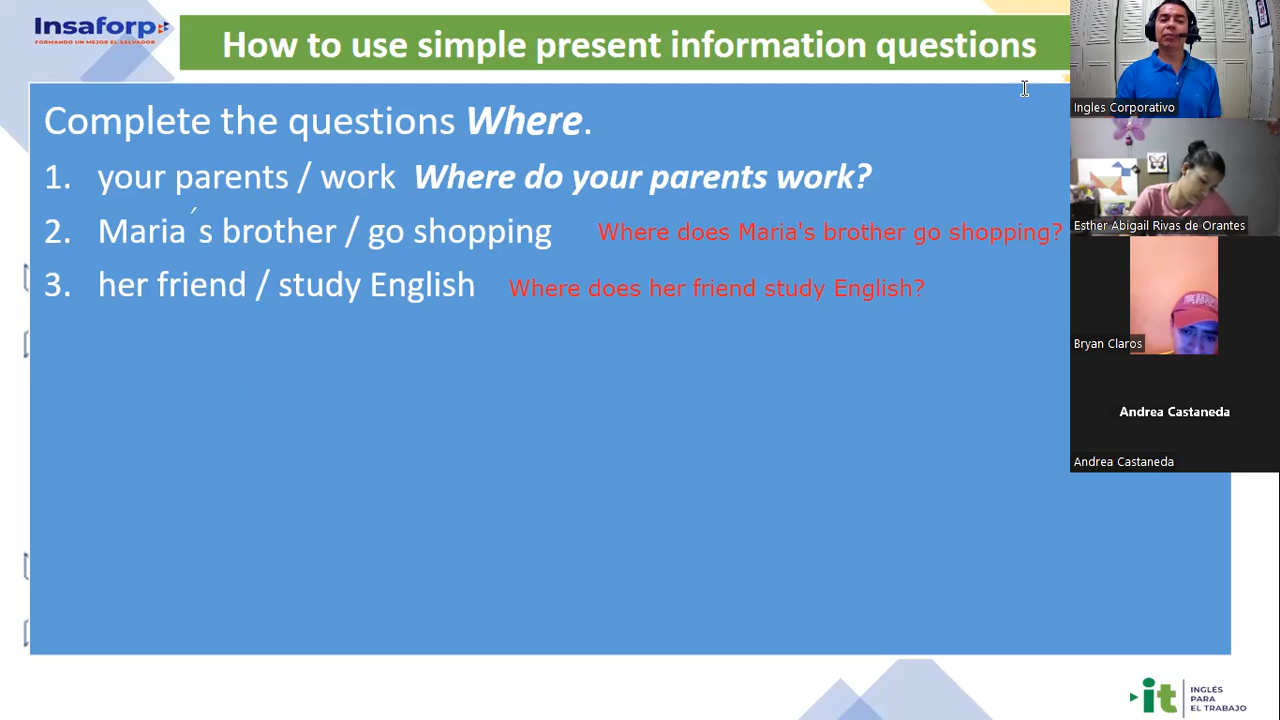 Insaforp
FORMANDO UN MEJOR EL SALVADOR
How to use simple present information questions
Complete the questions Where.
1. your parents / work Where do your parents work?
2. Maria´s brother / go shopping Where does Maria's brother go shopping?
3. her friend / study English Where does her friend study English?
Ingles Corporativo
Esther Abigail Rivas de Orantes
Bryan Claros
Andrea Castaneda
Andrea Castaneda
it
INGLÉS
PARA
EL TRABAJO